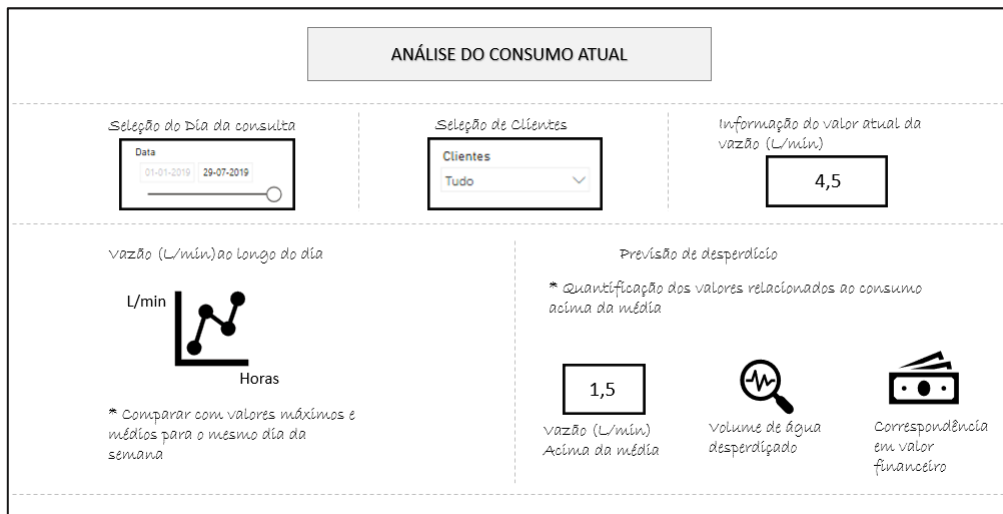 ANÁLISE DO CONSUMO ATUAL
Seleção do Dia da consulta
Data
01-01-2019 29-07-2019
Seleção de Clientes
Clientes
Tudo
Informação do valor atual da
vazão (L/min)
4,5
Vazão (L/min) ao longo do dia
L/min
Horas
* Comparar com valores máximos e
médios para o mesmo dia da
semana
Previsão de desperdício
* Quantificação dos valores relacionados ao consumo
acima da média
1,5
Vazão (L/min)
Acima da média
Volume de água
desperdiçado
Correspondência
em valor
financeiro